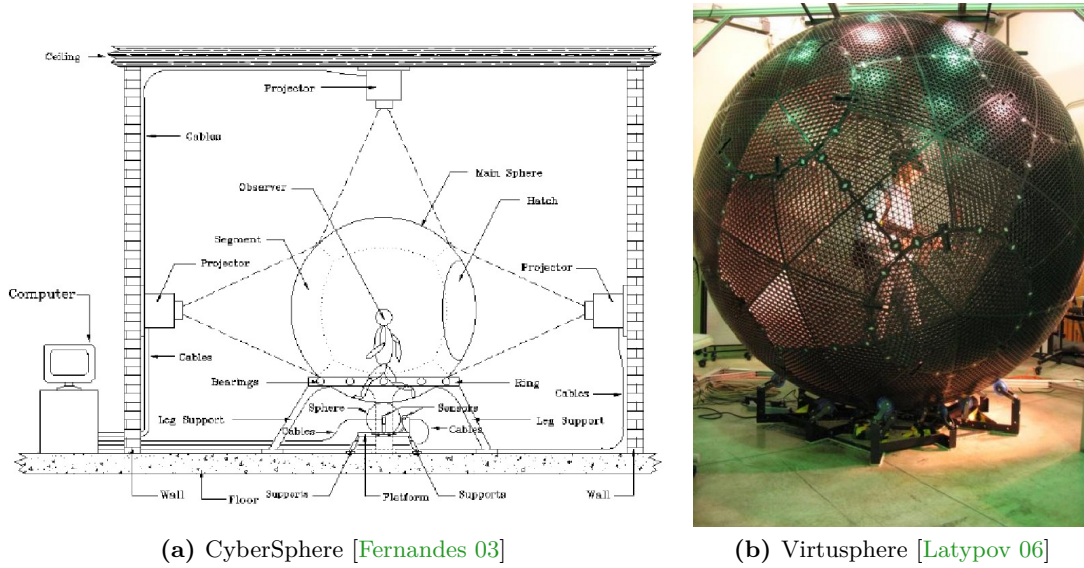 Ceiling
Projector
Cables
Observer
Main Sphere
Hatch
Segment
Projector
Projector
Computer
Cables
Bearings
Ring
Cables
Sphere
Sensors
Leg Support
Leg Support
Cables
Cables
Wall
Floor
Supports
Platform
Supports
Wall
(a) CyberSphere [Fernandes 03]
(b) Virtusphere [Latypov 06]